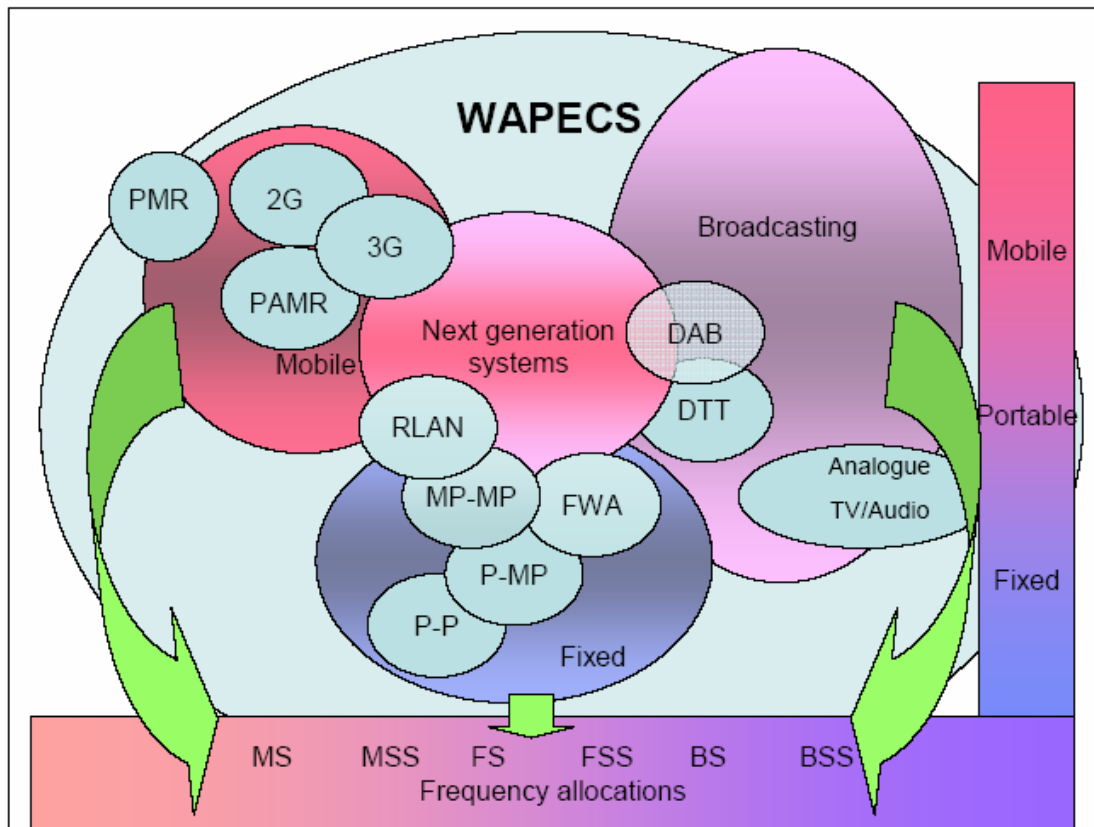 WAPECS
PMR
2G
3G
PAMR
Mobile
Next generation
systems
Broadcasting
DAB
DTT
Analogue
TV/Audio
RLAN
MP-MP
FWA
P-MP
P-P
Fixed
Mobile
Portable
Fixed
MS MSS FS FSS BS BSS
Frequency allocations